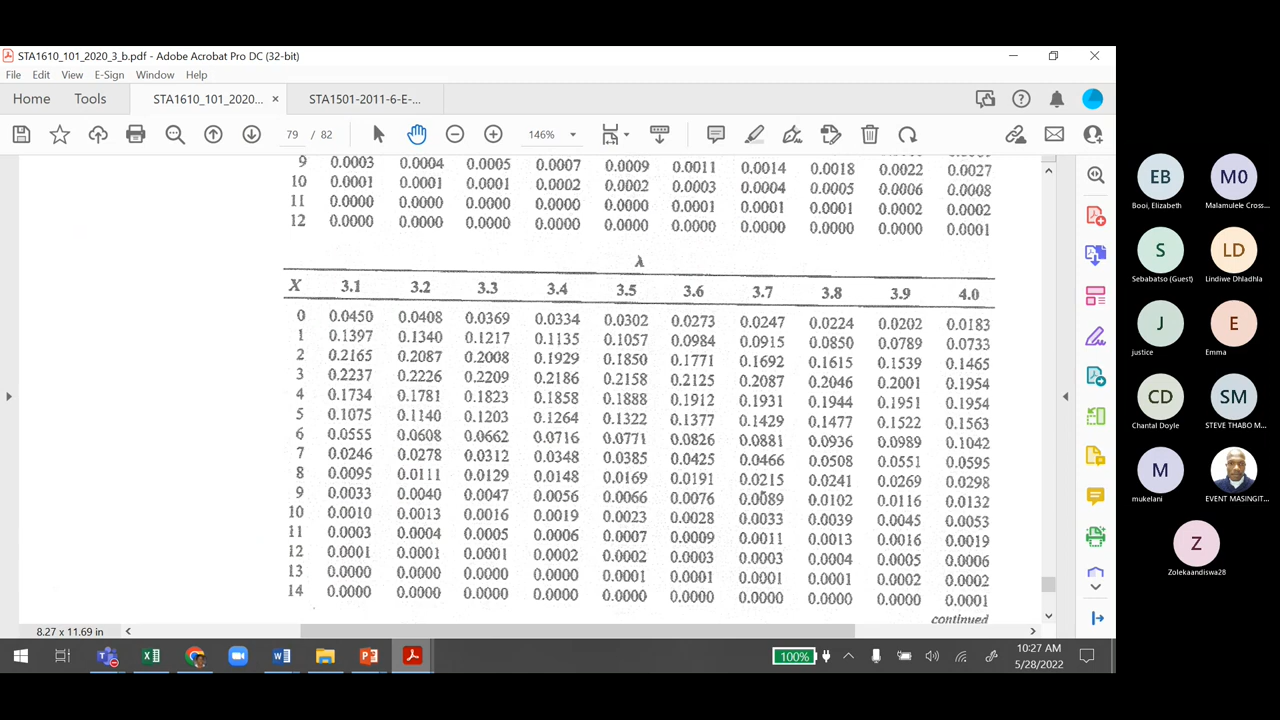 STA1610_101_2020_3_b.pdf - Adobe Acrobat Pro DC (32-bit)
File Edit View E-Sign Window Help
Home Tools STA1610_101_2020... × STA1501-2011-6-E-...
79 / 82 146%
9 0.0003 0.0004 0.0005 0.0007 0.0009 0.0011 0.0014 0.0018 0.0022 0.0027
10 0.0001 0.0001 0.0001 0.0002 0.0002 0.0003 0.0004 0.0005 0.0006 0.0008
11 0.0000 0.0000 0.0000 0.0000 0.0000 0.0001 0.0001 0.0001 0.0002 0.0002
12 0.0000 0.0000 0.0000 0.0000 0.0000 0.0000 0.0000 0.0000 0.0000 0.0001
λ
X 3.1 3.2 3.3 3.4 3.5 3.6 3.7 3.8 3.9 4.0
0 0.0450 0.0408 0.0369 0.0334 0.0302 0.0273 0.0247 0.0224 0.0202 0.0183
1 0.1397 0.1340 0.1217 0.1135 0.1057 0.0984 0.0915 0.0850 0.0789 0.0733
2 0.2165 0.2087 0.2008 0.1929 0.1850 0.1771 0.1692 0.1615 0.1539 0.1465
3 0.2237 0.2226 0.2209 0.2186 0.2158 0.2125 0.2087 0.2046 0.2001 0.1954
4 0.1734 0.1781 0.1823 0.1858 0.1888 0.1912 0.1931 0.1944 0.1951 0.1954
5 0.1075 0.1140 0.1203 0.1264 0.1322 0.1377 0.1429 0.1477 0.1522 0.1563
6 0.0555 0.0608 0.0662 0.0716 0.0771 0.0826 0.0881 0.0936 0.0989 0.1042
7 0.0246 0.0278 0.0312 0.0348 0.0385 0.0425 0.0466 0.0508 0.0551 0.0595
8 0.0095 0.0111 0.0129 0.0148 0.0169 0.0191 0.0215 0.0241 0.0269 0.0298
9 0.0033 0.0040 0.0047 0.0056 0.0066 0.0076 0.0089 0.0102 0.0116 0.0132
10 0.0010 0.0013 0.0016 0.0019 0.0023 0.0028 0.0033 0.0039 0.0045 0.0053
11 0.0003 0.0004 0.0005 0.0006 0.0007 0.0009 0.0011 0.0013 0.0016 0.0019
12 0.0001 0.0001 0.0001 0.0002 0.0002 0.0003 0.0003 0.0004 0.0005 0.0006
13 0.0000 0.0000 0.0000 0.0000 0.0001 0.0001 0.0001 0.0001 0.0002 0.0002
14 0.0000 0.0000 0.0000 0.0000 0.0000 0.0000 0.0000 0.0000 0.0000 0.0001
continued
8.27 x 11.69 in
100% 10:27 AM
5/28/2022
EB M0
Booi, Elizabeth Malamulele Cross...
S LD
Sebabatso (Guest) Lindiwe Dhladhla
J E
justice Emma
CD SM
Chantal Doyle STEVE THABO M...
M
mukelani EVENT MASINGIT...
Z
Zolekaandiswa28